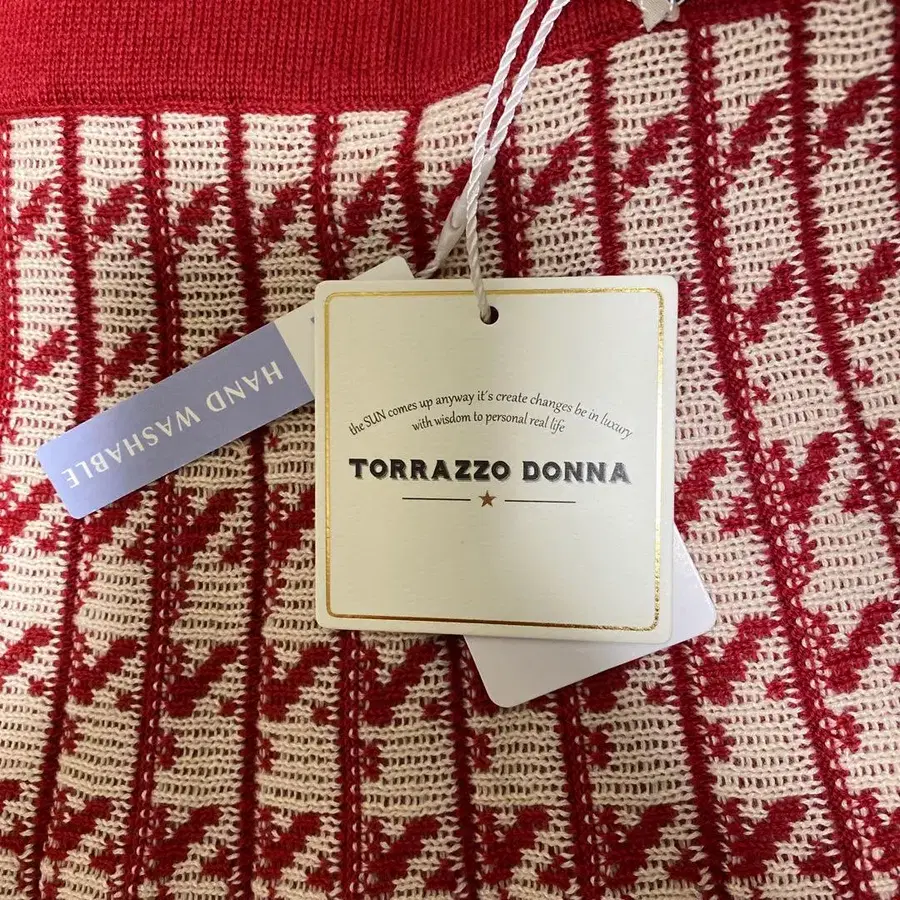 the SUN comes up anyway it's create changes be in luxury
with wisdom to personal real life
TORRAZZO DONNA
HAND WASHABLE